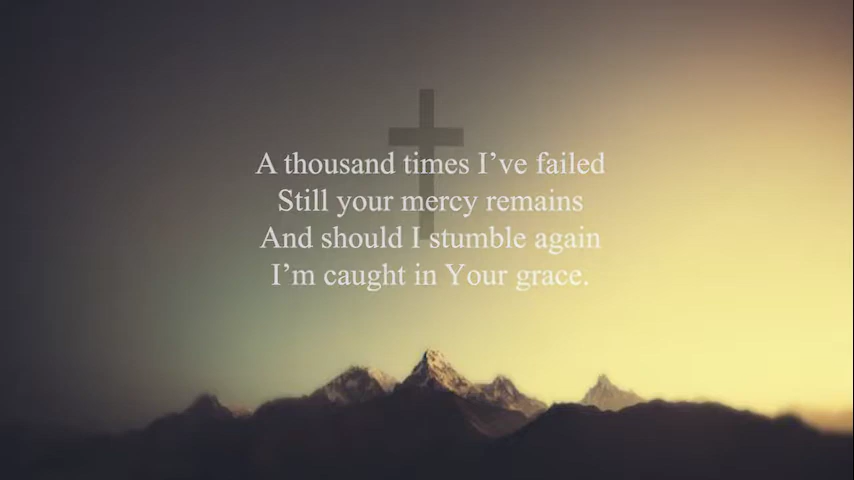 A thousand times I’ve failed
Still your mercy remains
And should I stumble again
I’m caught in Your grace.